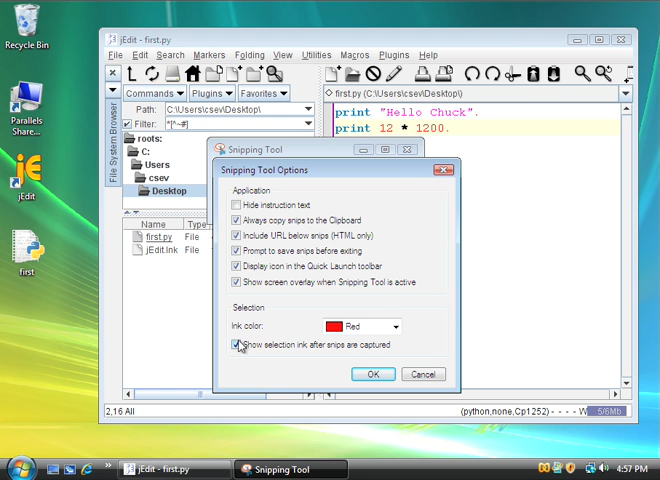 Recycle Bin
Parallels
Share...
jEdit
first
jEdit - first.py
File Edit Search Markers Folding View Utilities Macros Plugins Help
File System Browser
Commands Plugins Favorites
Path: C:\Users\csev\Desktop\
Filter: *[^~#]
roots:
C:
Users
csev
Desktop
Name Type
first.py File
jEdit.lnk File
first.py (C:\Users\csev\Desktop\)
print "Hello Chuck".
print 12 * 1200.
Snipping Tool
Snipping Tool Options
Application
Hide instruction text
Always copy snips to the Clipboard
Include URL below snips (HTML only)
Prompt to save snips before exiting
Display icon in the Quick Launch toolbar
Show screen overlay when Snipping Tool is active
Selection
Ink color: Red
Show selection ink after snips are captured
OK Cancel
2,16 All
(python,none,Cp1252) - - - - W 5/6Mb
jEdit - first.py
Snipping Tool
4:57 PM